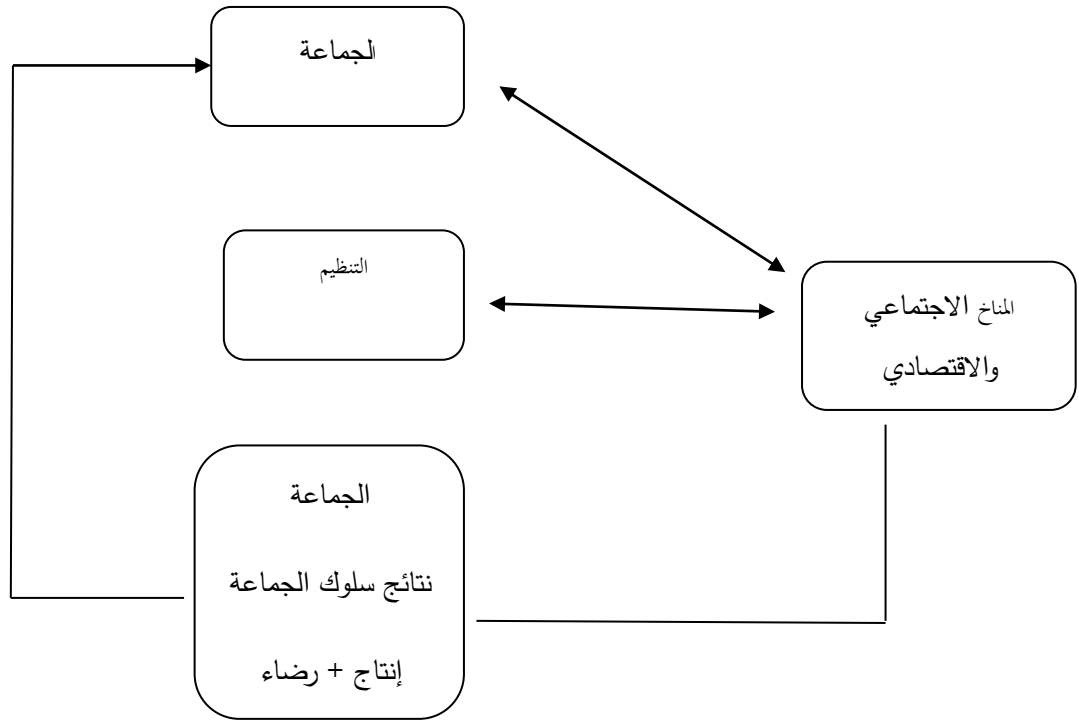 الجماعة
التنظيم
المناخ الاجتماعي
والاقتصادي
الجماعة
نتائج سلوك الجماعة
إنتاج + رضاء